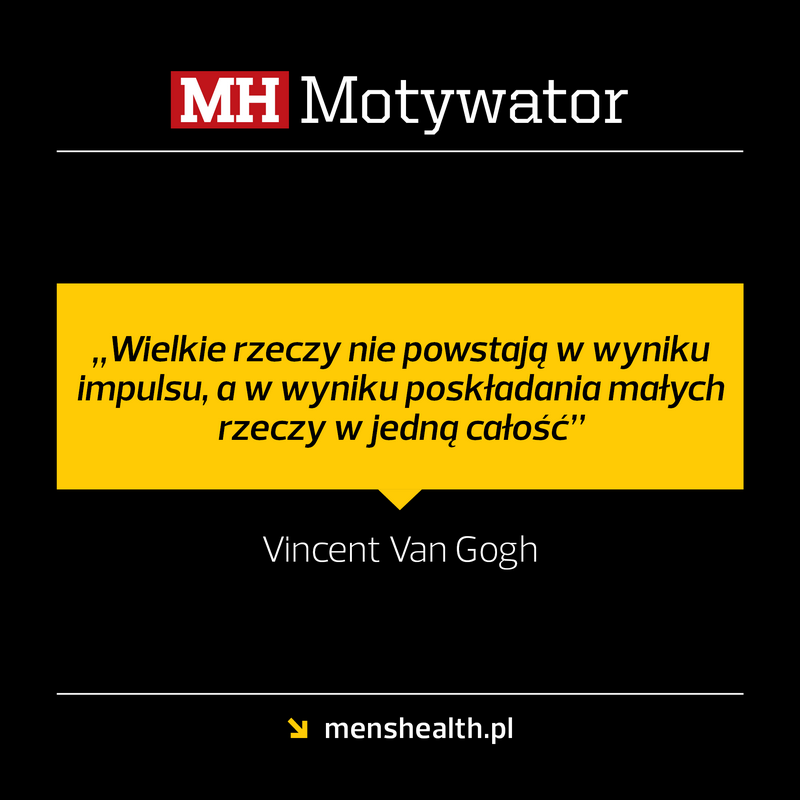 MH Motywator
„Wielkie rzeczy nie powstają w wyniku
impulsu, a w wyniku poskładania małych
rzeczy w jedną całość”
Vincent Van Gogh
menshealth.pl